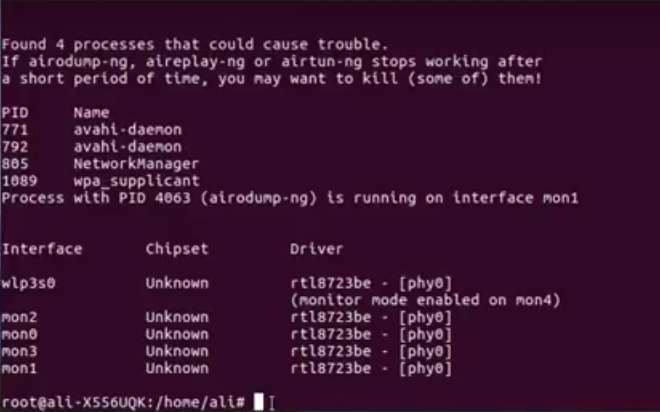 Found 4 processes that could cause trouble.
If airodump-ng, aireplay-ng or airtun-ng stops working after
a short period of time, you may want to kill (some of) them!
PID Name
771 avahi-daemon
792 avahi-daemon
805 NetworkManager
1089 wpa_supplicant
Process with PID 4063 (airodump-ng) is running on interface mon1
Interface Chipset Driver
wlp3s0 Unknown rtl8723be - [phy0]
(monitor mode enabled on mon4)
mon2 Unknown rtl8723be - [phy0]
mon0 Unknown rtl8723be - [phy0]
mon3 Unknown rtl8723be - [phy0]
mon1 Unknown rtl8723be - [phy0]
root@ali-X556UQK:/home/ali#